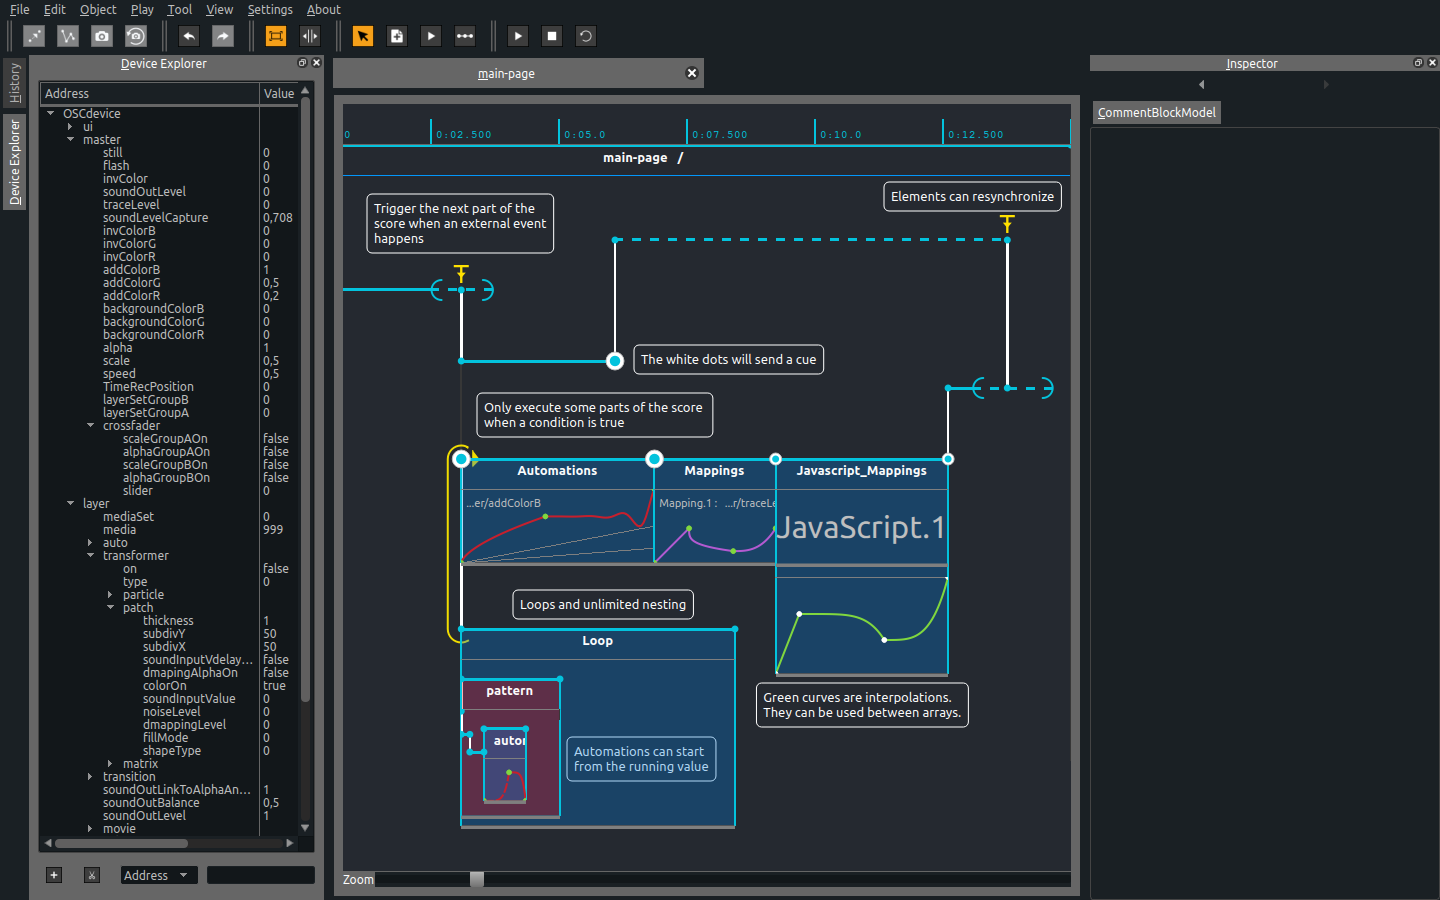 File Edit Object Play Tool View Settings About
History
Device Explorer
Device Explorer
Address Value
OSCdevice
ui
master
still 0
flash 0
invColor 0
soundOutLevel 0
traceLevel 0
soundLevelCapture 0,708
invColorB 0
invColorG 0
invColorR 0
addColorB 1
addColorG 0,5
addColorR 0,2
backgroundColorB 0
backgroundColorG 0
backgroundColorR 0
alpha 1
scale 0,5
speed 0,5
TimeRecPosition 0
layerSetGroupB 0
layerSetGroupA 0
crossfader
scaleGroupAOn false
alphaGroupAOn false
scaleGroupBOn false
alphaGroupBOn false
slider 0
layer
mediaSet 0
media 999
auto
transformer
on false
type 0
particle
patch
thickness 1
subdivY 50
subdivX 50
soundInputVdelay... false
dmapingAlphaOn false
colorOn true
soundInputValue 0
noiseLevel 0
dmappingLevel 0
fillMode 0
shapeType 0
matrix
transition
soundOutLinkToAlphaAn... 1
soundOutBalance 0,5
soundOutLevel 1
movie
Address
main-page
0 0:02.500 0:05.0 0:07.500 0:10.0 0:12.500
main-page /
Trigger the next part of the
score when an external event
happens
Elements can resynchronize
The white dots will send a cue
Only execute some parts of the score
when a condition is true
Automations Mappings Javascript_Mappings
...er/addColorB Mapping.1 : ...r/traceLe
JavaScript.1
Loops and unlimited nesting
Loop
pattern
autor
Automations can start
from the running value
Green curves are interpolations.
They can be used between arrays.
Zoom
Inspector
CommentBlockModel